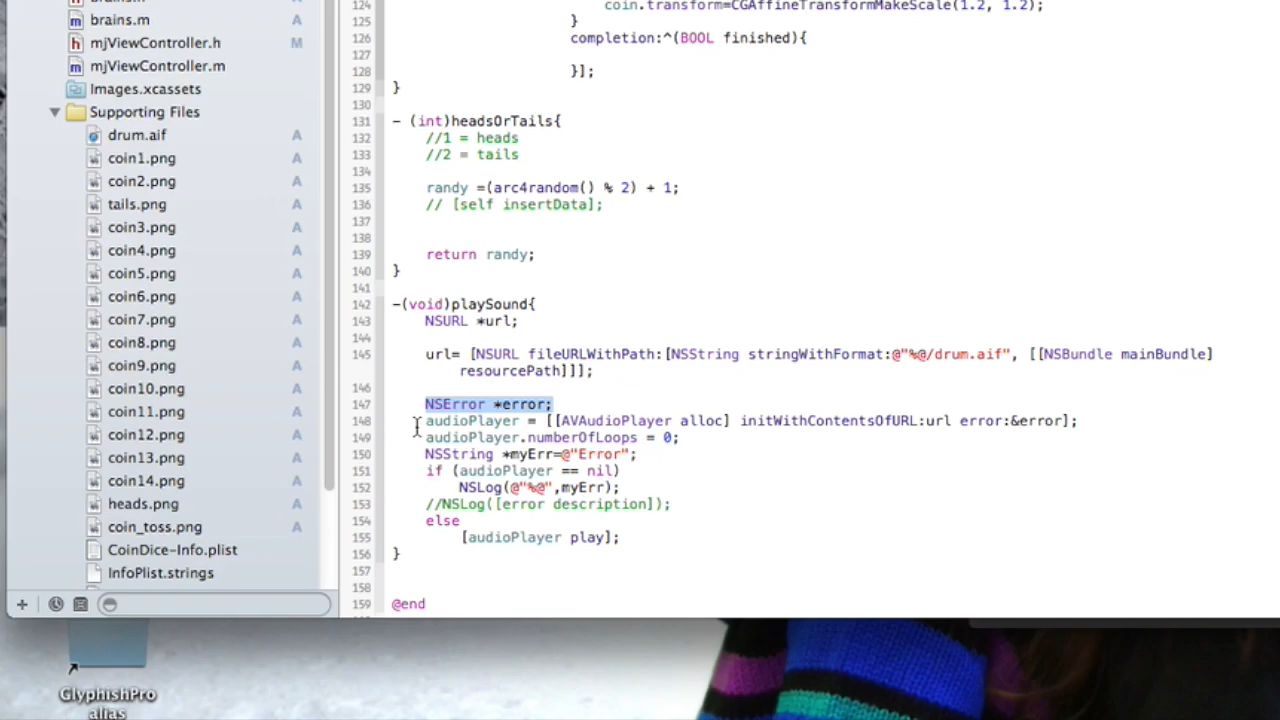 brains.m
mjViewController.h M
mjViewController.m
Images.xcassets
Supporting Files
drum.aif A
coin1.png A
coin2.png A
tails.png A
coin3.png A
coin4.png A
coin5.png A
coin6.png A
coin7.png A
coin8.png A
coin9.png A
coin10.png A
coin11.png A
coin12.png A
coin13.png A
coin14.png A
heads.png A
coin_toss.png A
CoinDice-Info.plist
InfoPlist.strings
124 coin.transform=CGAffineTransformMakeScale(1.2, 1.2);
125 }
126 completion:^(BOOL finished){
127
128 }];
129 }
130
131 - (int)headsOrTails{
132 //1 = heads
133 //2 = tails
134
135 randy =(arc4random() % 2) + 1;
136 // [self insertData];
137
138
139 return randy;
140 }
141
142 -(void)playSound{
143 NSURL *url;
144
145 url= [NSURL fileURLWithPath:[NSString stringWithFormat:@"%@/drum.aif", [[NSBundle mainBundle]
resourcePath]]];
146
147 NSError *error;
148 audioPlayer = [[AVAudioPlayer alloc] initWithContentsOfURL:url error:&error];
149 audioPlayer.numberOfLoops = 0;
150 NSString *myErr=@"Error";
151 if (audioPlayer == nil)
152 NSLog(@"%@",myErr);
153 //NSLog([error description]);
154 else
155 [audioPlayer play];
156 }
157
158
159 @end
GlyphishPro
alias